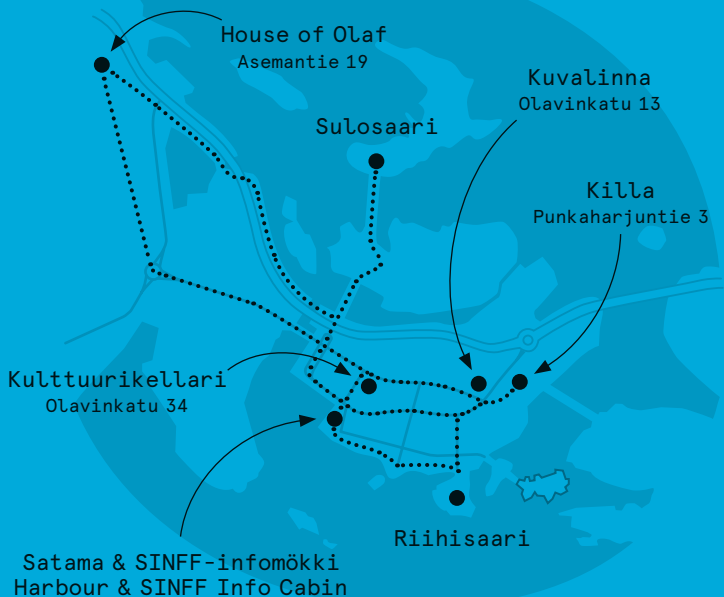 House of Olaf
Asemantie 19
Kuvalinna
Olavinkatu 13
Sulosaari
Killa
Punkaharjuntie 3
Kulttuurikellari
Olavinkatu 34
Riihisaari
Satama & SINFF-infomökki
Harbour & SINFF Info Cabin